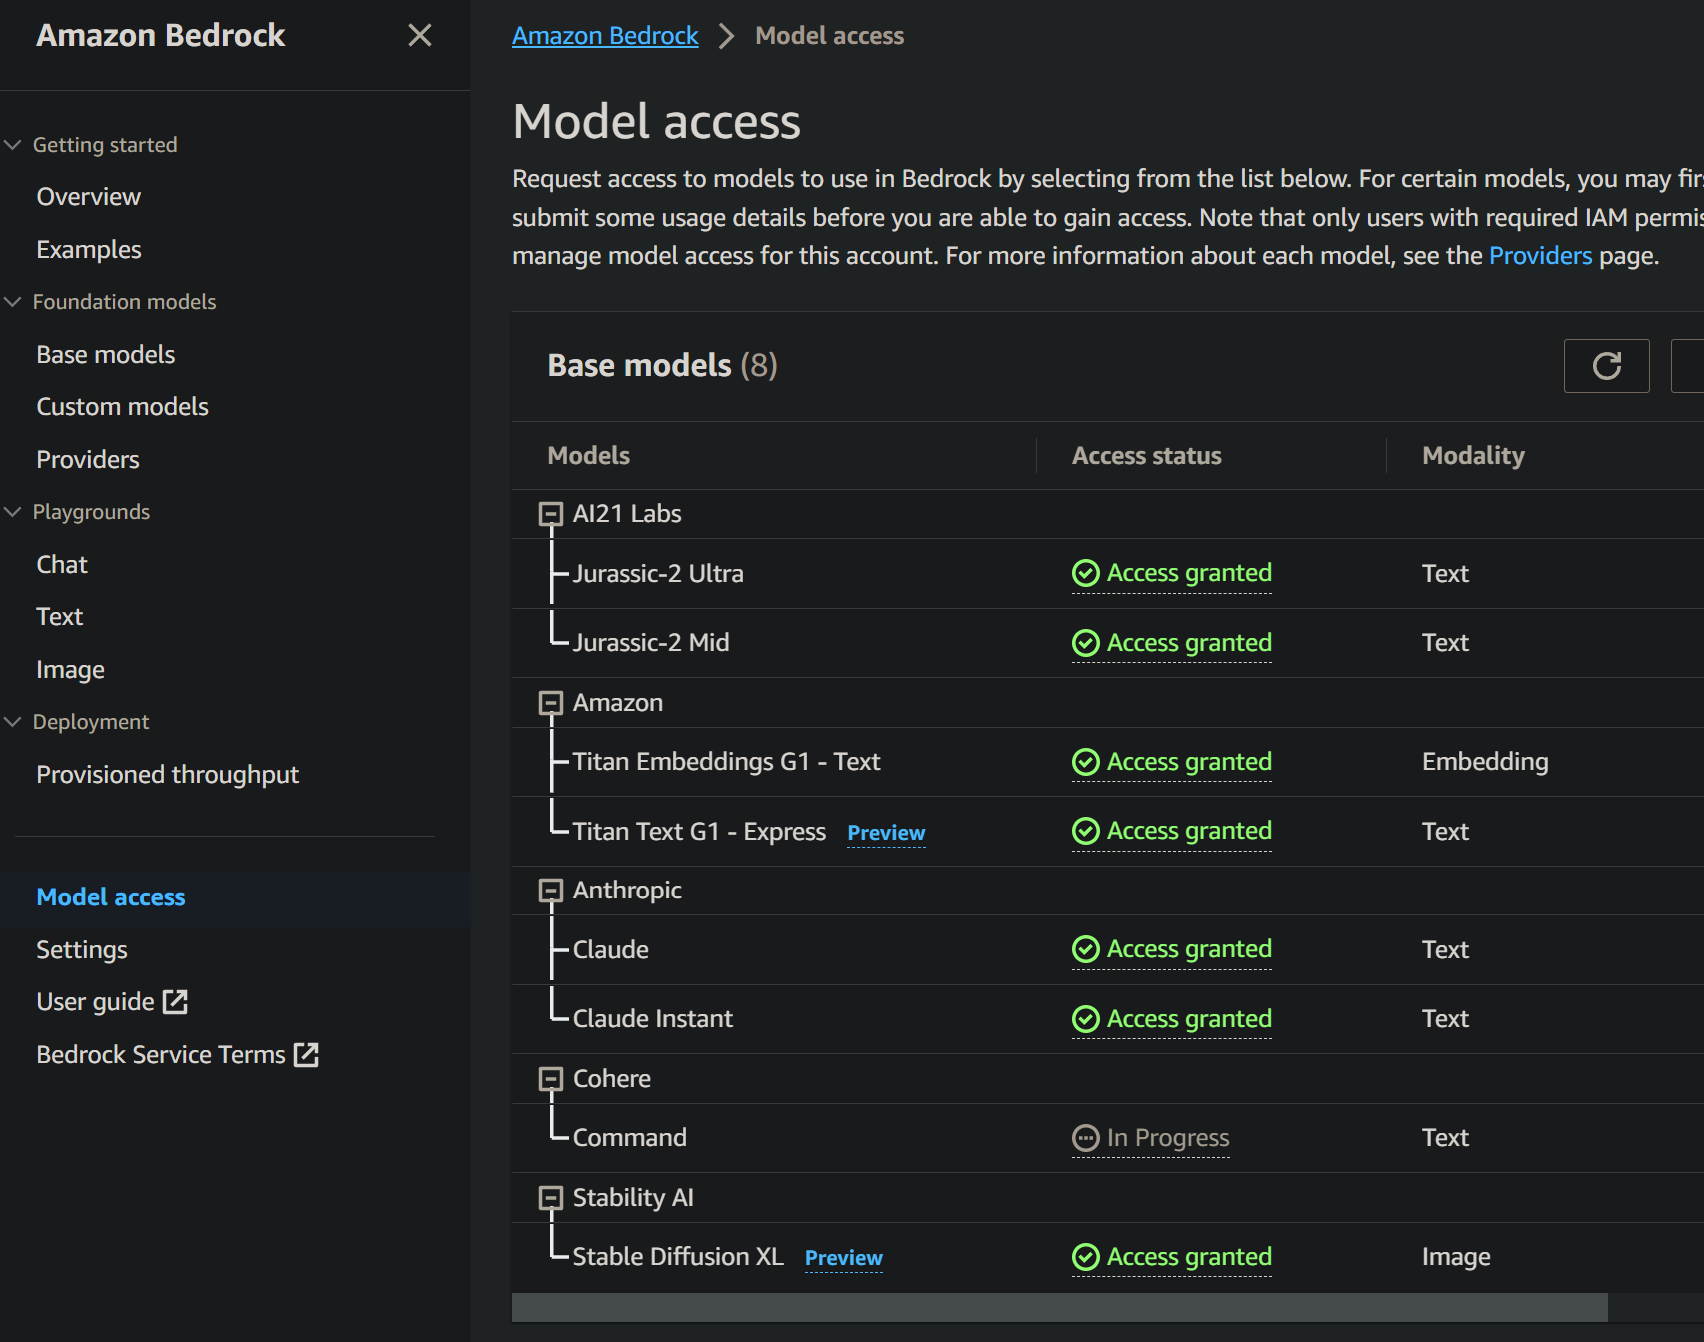 Amazon Bedrock
Getting started
Overview
Examples
Foundation models
Base models
Custom models
Providers
Playgrounds
Chat
Text
Image
Deployment
Provisioned throughput
Model access
Settings
User guide
Bedrock Service Terms
Amazon Bedrock > Model access
Model access
Request access to models to use in Bedrock by selecting from the list below. For certain models, you may
submit some usage details before you are able to gain access. Note that only users with required IAM
manage model access for this account. For more information about each model, see the Providers page.
Base models (8)
Models Access status Modality
AI21 Labs
Jurassic-2 Ultra Access granted Text
Jurassic-2 Mid Access granted Text
Amazon
Titan Embeddings G1 - Text Access granted Embedding
Titan Text G1 - Express Preview Access granted Text
Anthropic
Claude Access granted Text
Claude Instant Access granted Text
Cohere
Command In Progress Text
Stability AI
Stable Diffusion XL Preview Access granted Image